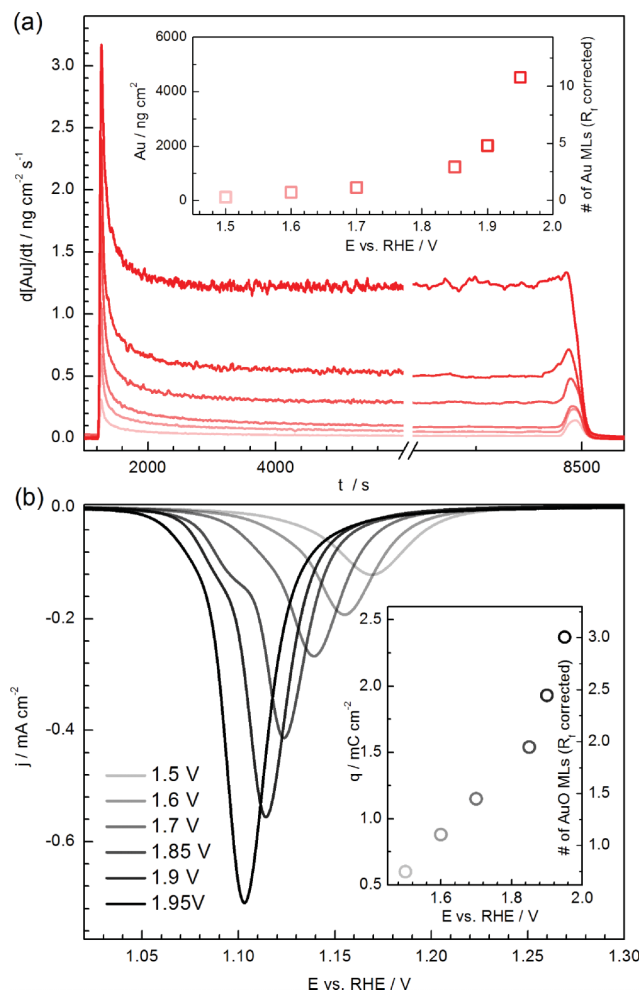 (a)
d[Au]/dt / ng cm⁻² s⁻¹
3.0
2.5
2.0
1.5
1.0
0.5
0.0
Au / ng cm²
6000
4000
2000
0
1.5 1.6 1.7 1.8 1.9 2.0
E vs. RHE / V
10
5
0
# of Au MLs (R_f corrected)
2000 4000 8500
t / s
(b)
j / mA cm⁻²
0.0
-0.2
-0.4
-0.6
1.5 V
1.6 V
1.7 V
1.85 V
1.9 V
1.95V
q / mC cm⁻²
2.5
2.0
1.5
1.0
0.5
1.6 1.8 2.0
E vs. RHE / V
3.0
2.5
2.0
1.5
1.0
# of AuO MLs (R_f corrected)
1.05 1.10 1.15 1.20 1.25 1.30
E vs. RHE / V